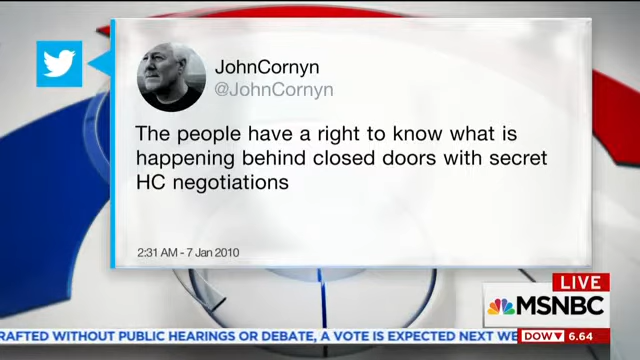 JohnCornyn
@JohnCornyn
The people have a right to know what is
happening behind closed doors with secret
HC negotiations
2:31 AM - 7 Jan 2010
LIVE
MSNBC
RAFTED WITHOUT PUBLIC HEARINGS OR DEBATE, A VOTE IS EXPECTED NEXT WE
DOW▼ 6.64